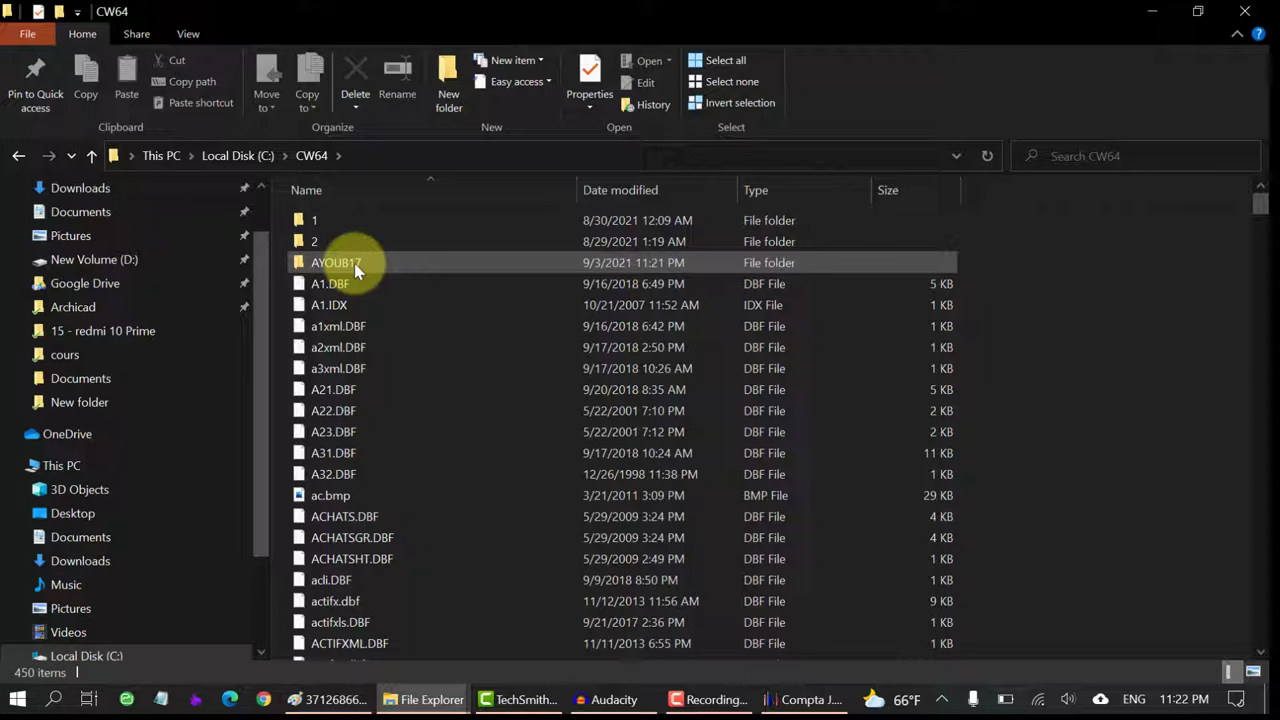 CW64
File Home Share View
Pin to Quick access
Copy
Paste
Cut
Copy path
Paste shortcut
Clipboard
Move to
Copy to
Delete
Rename
Organize
New folder
New item
Easy access
New
Properties
Open
Edit
History
Open
Select all
Select none
Invert selection
Select
This PC Local Disk (C:) CW64
Search CW64
Downloads
Documents
Pictures
New Volume (D:)
Google Drive
Archicad
15 - redmi 10 Prime
cours
Documents
New folder
OneDrive
This PC
3D Objects
Desktop
Documents
Downloads
Music
Pictures
Videos
Local Disk (C:)
Name Date modified Type Size
1 8/30/2021 12:09 AM File folder
2 8/29/2021 1:19 AM File folder
AYOUB17 9/3/2021 11:21 PM File folder
A1.DBF 9/16/2018 6:49 PM DBF File 5 KB
A1.IDX 10/21/2007 11:52 AM IDX File 1 KB
a1xml.DBF 9/16/2018 6:42 PM DBF File 1 KB
a2xml.DBF 9/17/2018 2:50 PM DBF File 1 KB
a3xml.DBF 9/17/2018 10:26 AM DBF File 1 KB
A21.DBF 9/20/2018 8:35 AM DBF File 5 KB
A22.DBF 5/22/2001 7:10 PM DBF File 2 KB
A23.DBF 5/22/2001 7:12 PM DBF File 2 KB
A31.DBF 9/17/2018 10:24 AM DBF File 11 KB
A32.DBF 12/26/1998 11:38 PM DBF File 1 KB
ac.bmp 3/21/2011 3:09 PM BMP File 29 KB
ACHATS.DBF 5/29/2009 3:24 PM DBF File 4 KB
ACHATSGR.DBF 5/29/2009 3:24 PM DBF File 4 KB
ACHATSHT.DBF 5/29/2009 2:49 PM DBF File 1 KB
acli.DBF 9/9/2018 8:50 PM DBF File 1 KB
actifx.dbf 11/12/2013 11:56 AM DBF File 9 KB
actifxls.DBF 9/21/2017 2:36 PM DBF File 1 KB
ACTIFXML.DBF 11/11/2013 6:55 PM DBF File 1 KB
450 items
37126866... File Explorer TechSmith... Audacity Recording... Compta J... 66°F ENG 11:22 PM